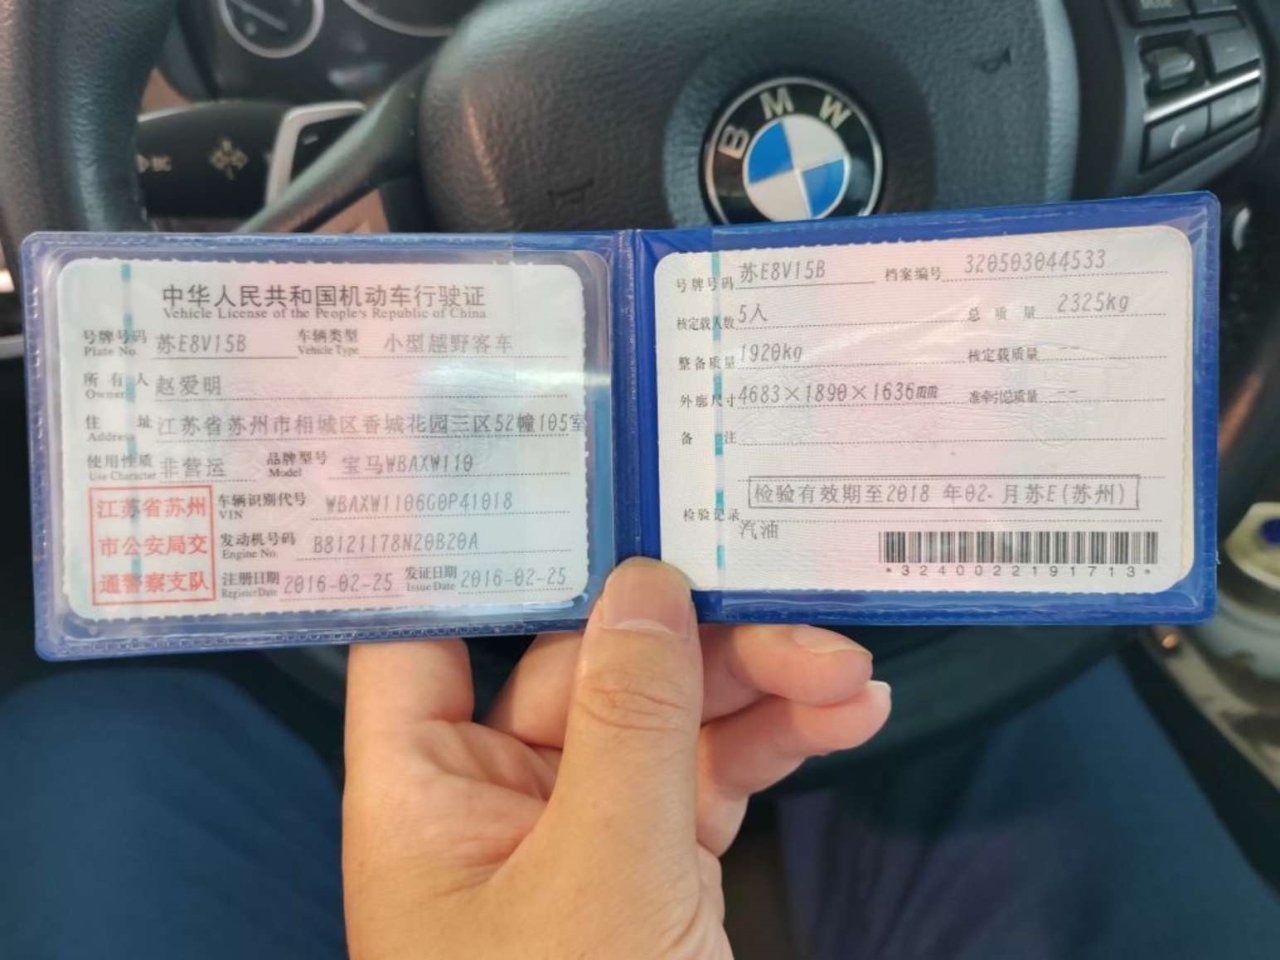 BMW
中华人民共和国机动车行驶证
Vehicle License of the People's Republic of China
号牌号码 苏E8V15B 车辆类型 小型越野客车
Plate No. Vehicle Type
所有人 赵爱明
Owner
住址 江苏省苏州市相城区香城花园三区52幢105室
Address
使用性质 非营运 品牌型号 宝马WBAXW110
Use Character Model
江苏省苏州
市公安局交
通警察支队
车辆识别代号 WBAXW1106G0P41018
VIN
发动机号码 B8121178N20B20A
Engine No.
注册日期 2016-02-25 发证日期 2016-02-25
Register Date Issue Date
号牌号码 苏E8V15B 档案编号 320503044533
核定载人数 5人 总质量 2325kg
整备质量 1920kg 核定载质量 --
外廓尺寸 4683×1890×1636㎜ 准牵引总质量 --
备注
检验有效期至2018 年02-月苏E(苏州)
检验记录
汽油
*3240022191713*